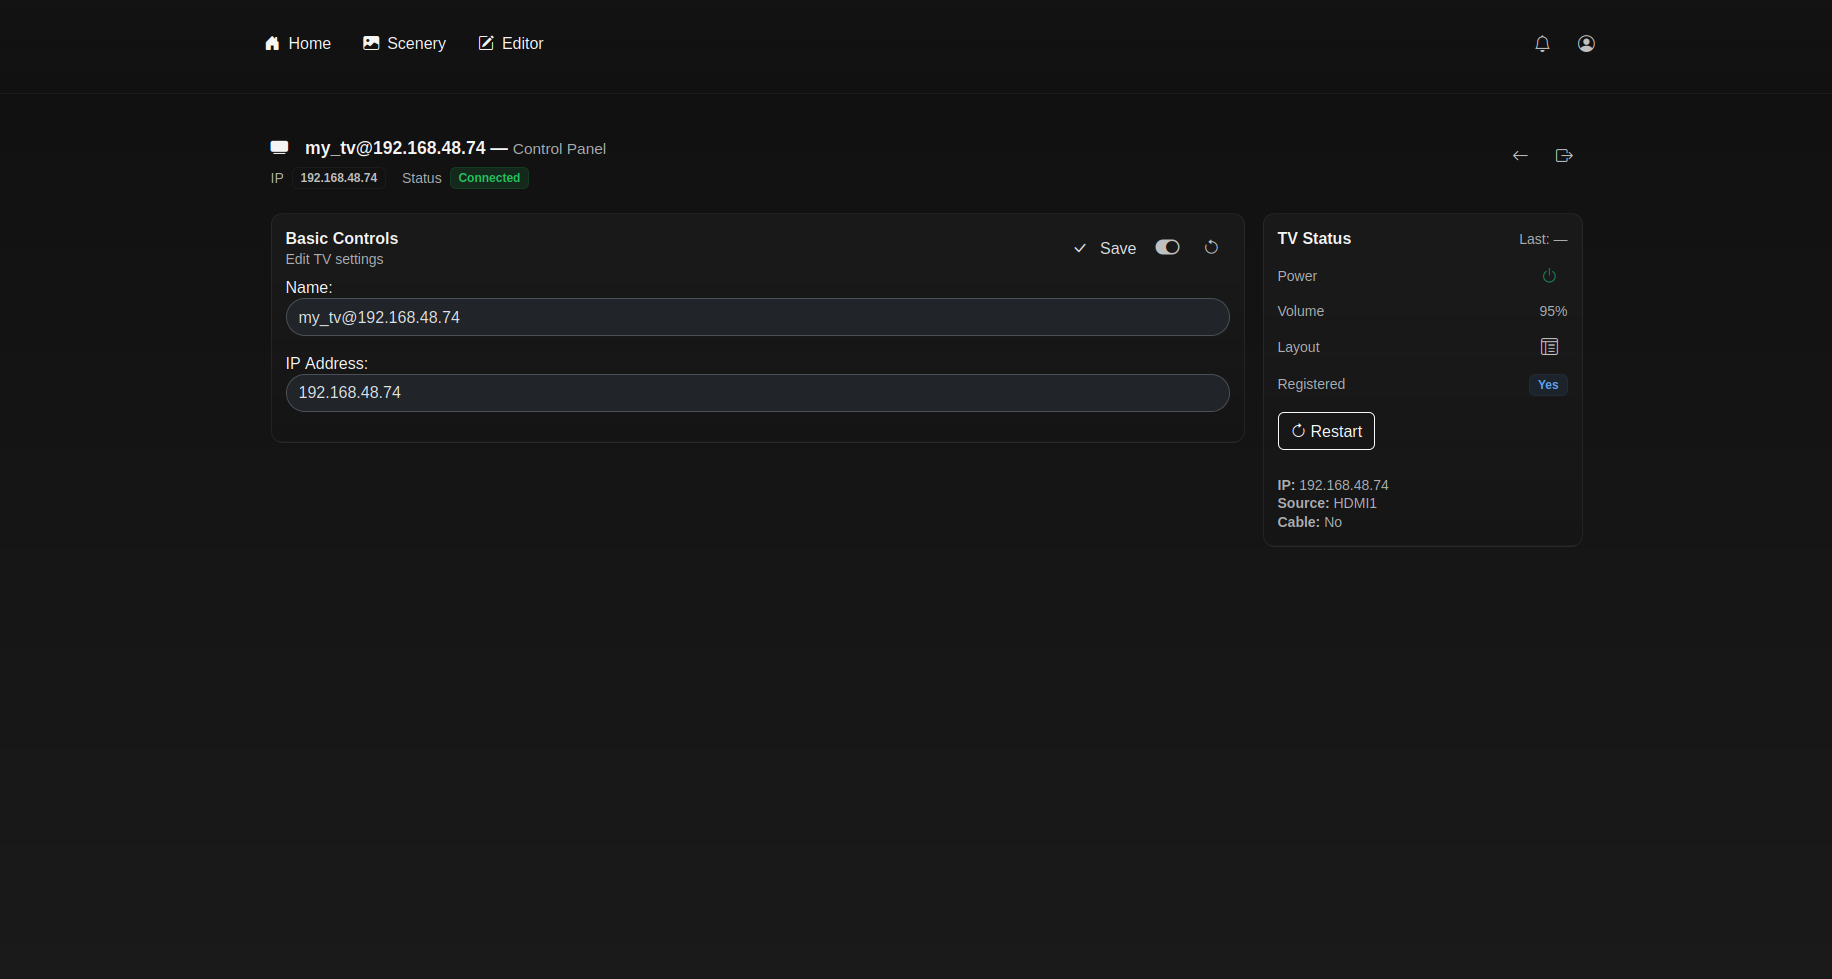 Home Scenery Editor
my_tv@192.168.48.74 — Control Panel
IP 192.168.48.74 Status Connected
Basic Controls
Edit TV settings
Save
Name:
my_tv@192.168.48.74
IP Address:
192.168.48.74
TV Status Last: —
Power
Volume 95%
Layout
Registered Yes
Restart
IP: 192.168.48.74
Source: HDMI1
Cable: No